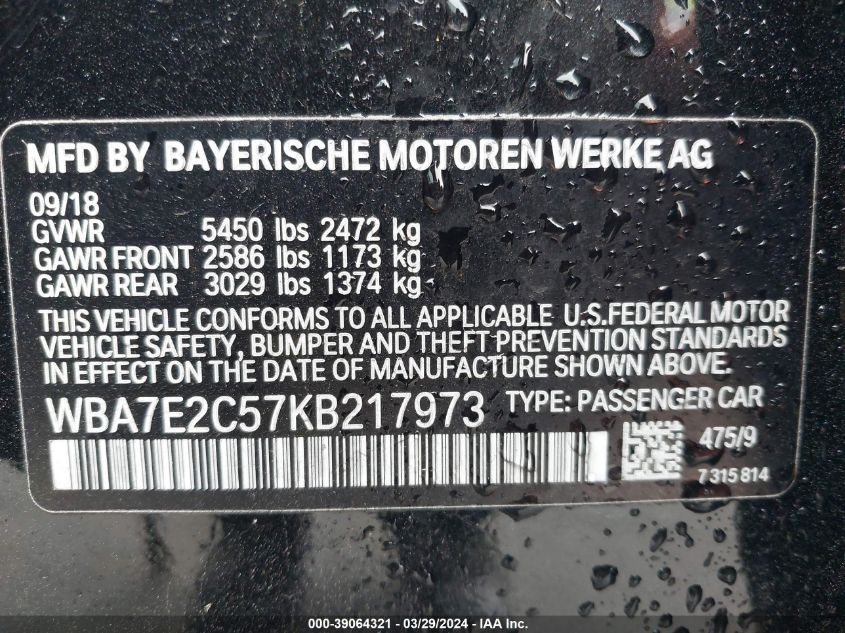 MFD BY BAYERISCHE MOTOREN WERKE AG
09/18
GVWR 5450 lbs 2472 kg
GAWR FRONT 2586 lbs 1173 kg
GAWR REAR 3029 lbs 1374 kg
THIS VEHICLE CONFORMS TO ALL APPLICABLE U.S.FEDERAL MOTOR
VEHICLE SAFETY, BUMPER AND THEFT PREVENTION STANDARDS
IN EFFECT ON THE DATE OF MANUFACTURE SHOWN ABOVE.
WBA7E2C57KB217973 TYPE: PASSENGER CAR
475/9
7 315 814
000-39064321 - 03/29/2024 - IAA Inc.